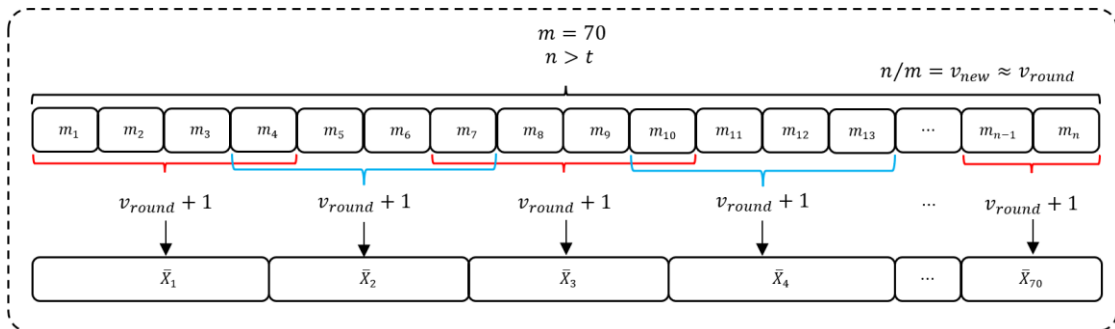 m = 70
n > t
n/m = v_new ≈ v_round
m_1 m_2 m_3 m_4 m_5 m_6 m_7 m_8 m_9 m_10 m_11 m_12 m_13 ... m_{n-1} m_n
v_round + 1 v_round + 1 v_round + 1 v_round + 1 ... v_round + 1
X̄_1 X̄_2 X̄_3 X̄_4 ... X̄_70